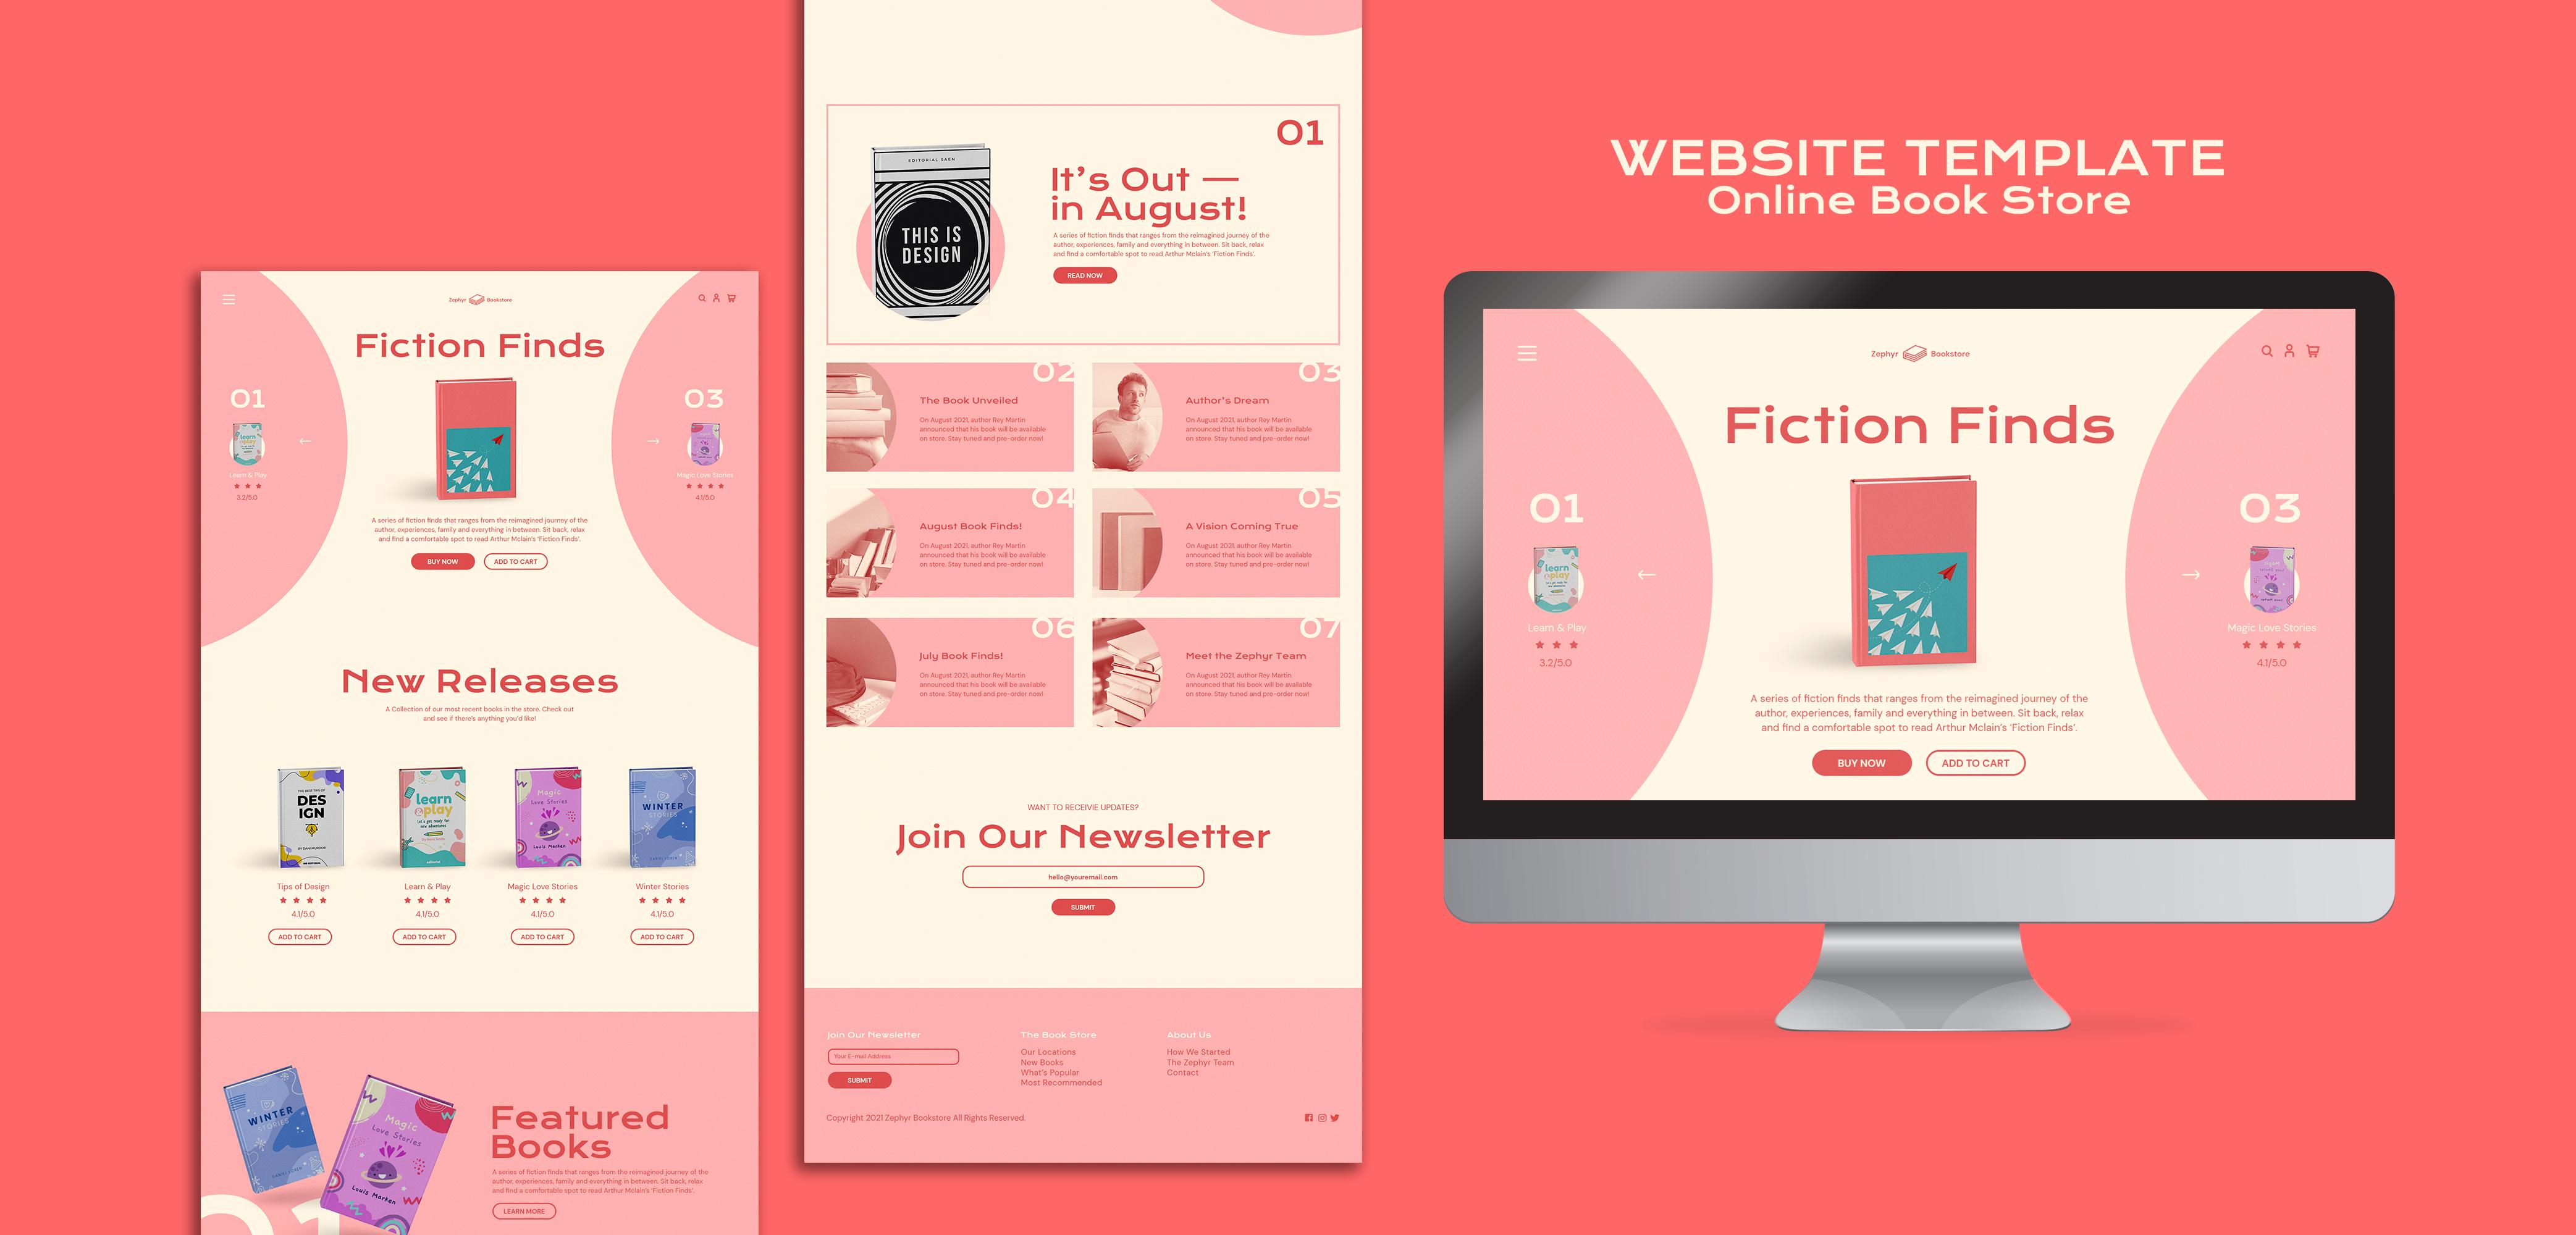 Zephyr Bookstore
Fiction Finds
01
03
learn
&play
Learn & Play
3.2/5.0
Magic Love Stories
4.1/5.0
A series of fiction finds that ranges from the reimagined journey of the
author, experiences, family and everything in between. Sit back, relax
and find a comfortable spot to read Arthur Mclain's 'Fiction Finds'.
BUY NOW
ADD TO CART
New Releases
A Collection of our most recent books in the store. Check out
and see if there's anything you'd like!
THE BEST TIPS OF
DES
IGN
learn
&play
Let's get ready for
new adventures
Magic
Love Stories
Louis Marken
WINTER
STORIES
Tips of Design
4.1/5.0
ADD TO CART
Learn & Play
4.1/5.0
ADD TO CART
Magic Love Stories
4.1/5.0
ADD TO CART
Winter Stories
4.1/5.0
ADD TO CART
WINTER
STORIES
Magic
Love Stories
Louis Marken
01
Featured
Books
A series of fiction finds that ranges from the reimagined journey of the
author, experiences, family and everything in between. Sit back, relax
and find a comfortable spot to read Arthur Mclain's 'Fiction Finds'.
LEARN MORE
01
EDITORIAL SAEN
THIS IS
DESIGN
It's Out —
in August!
A series of fiction finds that ranges from the reimagined journey of the
author, experiences, family and everything in between. Sit back, relax
and find a comfortable spot to read Arthur Mclain's 'Fiction Finds'.
READ NOW
02
The Book Unveiled
On August 2021, author Rey Martin
announced that his book will be available
on store. Stay tuned and pre-order now!
03
Author's Dream
On August 2021, author Rey Martin
announced that his book will be available
on store. Stay tuned and pre-order now!
04
August Book Finds!
On August 2021, author Rey Martin
announced that his book will be available
on store. Stay tuned and pre-order now!
05
A Vision Coming True
On August 2021, author Rey Martin
announced that his book will be available
on store. Stay tuned and pre-order now!
06
July Book Finds!
On August 2021, author Rey Martin
announced that his book will be available
on store. Stay tuned and pre-order now!
07
Meet the Zephyr Team
On August 2021, author Rey Martin
announced that his book will be available
on store. Stay tuned and pre-order now!
WANT TO RECEIVIE UPDATES?
Join Our Newsletter
hello@youremail.com
SUBMIT
Join Our Newsletter
Your E-mail Address
SUBMIT
The Book Store
Our Locations
New Books
What's Popular
Most Recommended
About Us
How We Started
The Zephyr Team
Contact
Copyright 2021 Zephyr Bookstore All Rights Reserved.
WEBSITE TEMPLATE
Online Book Store
Zephyr Bookstore
Fiction Finds
01
03
learn
&play
Learn & Play
3.2/5.0
Magic Love Stories
4.1/5.0
A series of fiction finds that ranges from the reimagined journey of the
author, experiences, family and everything in between. Sit back, relax
and find a comfortable spot to read Arthur Mclain's 'Fiction Finds'.
BUY NOW
ADD TO CART